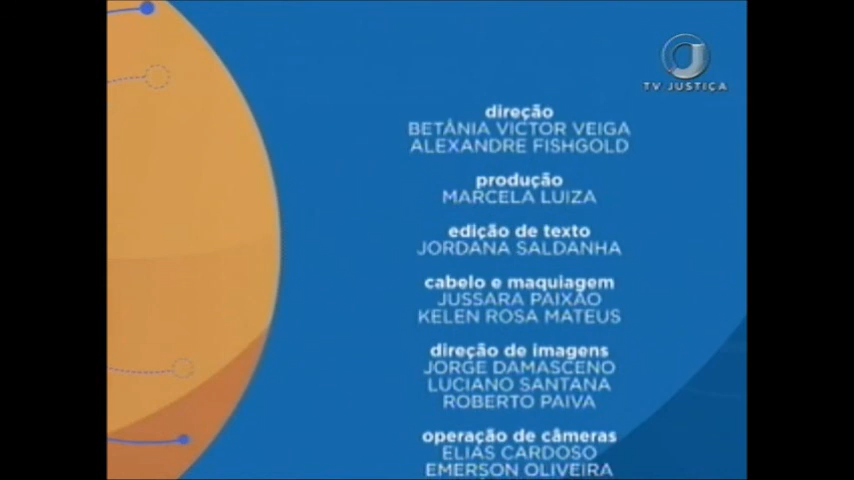 TV JUSTIÇA
direção
BETÂNIA VICTOR VEIGA
ALEXANDRE FISHGOLD
produção
MARCELA LUIZA
edição de texto
JORDANA SALDANHA
cabelo e maquiagem
JUSSARA PAIXÃO
KELEN ROSA MATEUS
direção de imagens
JORGE DAMASCENO
LUCIANO SANTANA
ROBERTO PAIVA
operação de câmeras
ELIAS CARDOSO
EMERSON OLIVEIRA